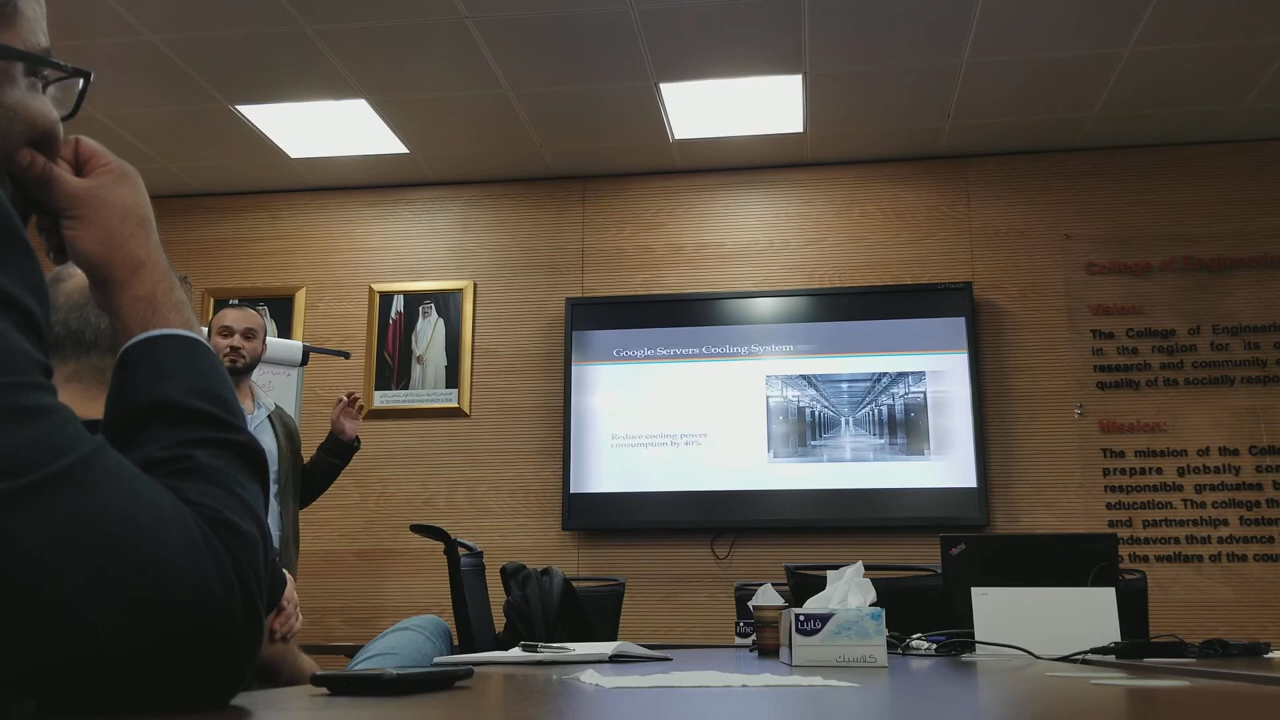 Google Servers Cooling System
Reduce cooling power
consumption by 40%
College of Engineering
Vision:
The College of Engineeri
in the region for its
research and community
quality of its socially respo
Mission:
The mission of the Colle
prepare globally co
responsible graduates b
education. The college th
and partnerships foster
endeavors that advance
to the welfare of the cou
Fine
فاين
كلاسيك